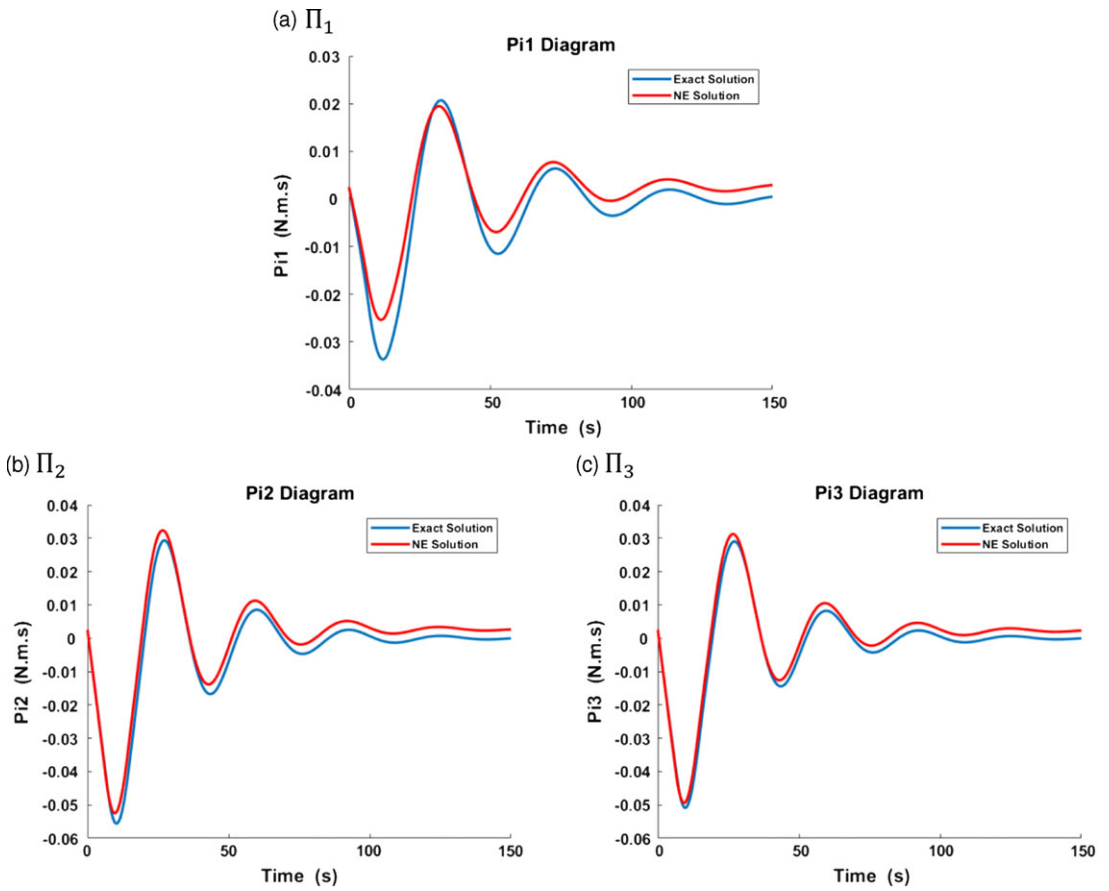 (a) Π₁
Pi1 Diagram
0.03
0.02
0.01
0
-0.01
-0.02
-0.03
-0.04
Pi1 (N.m.s)
Exact Solution
NE Solution
0 50 100 150
Time (s)
(b) Π₂
Pi2 Diagram
0.04
0.03
0.02
0.01
0
-0.01
-0.02
-0.03
-0.04
-0.05
-0.06
Pi2 (N.m.s)
Exact Solution
NE Solution
0 50 100 150
Time (s)
(c) Π₃
Pi3 Diagram
0.04
0.03
0.02
0.01
0
-0.01
-0.02
-0.03
-0.04
-0.05
-0.06
Pi3 (N.m.s)
Exact Solution
NE Solution
0 50 100 150
Time (s)